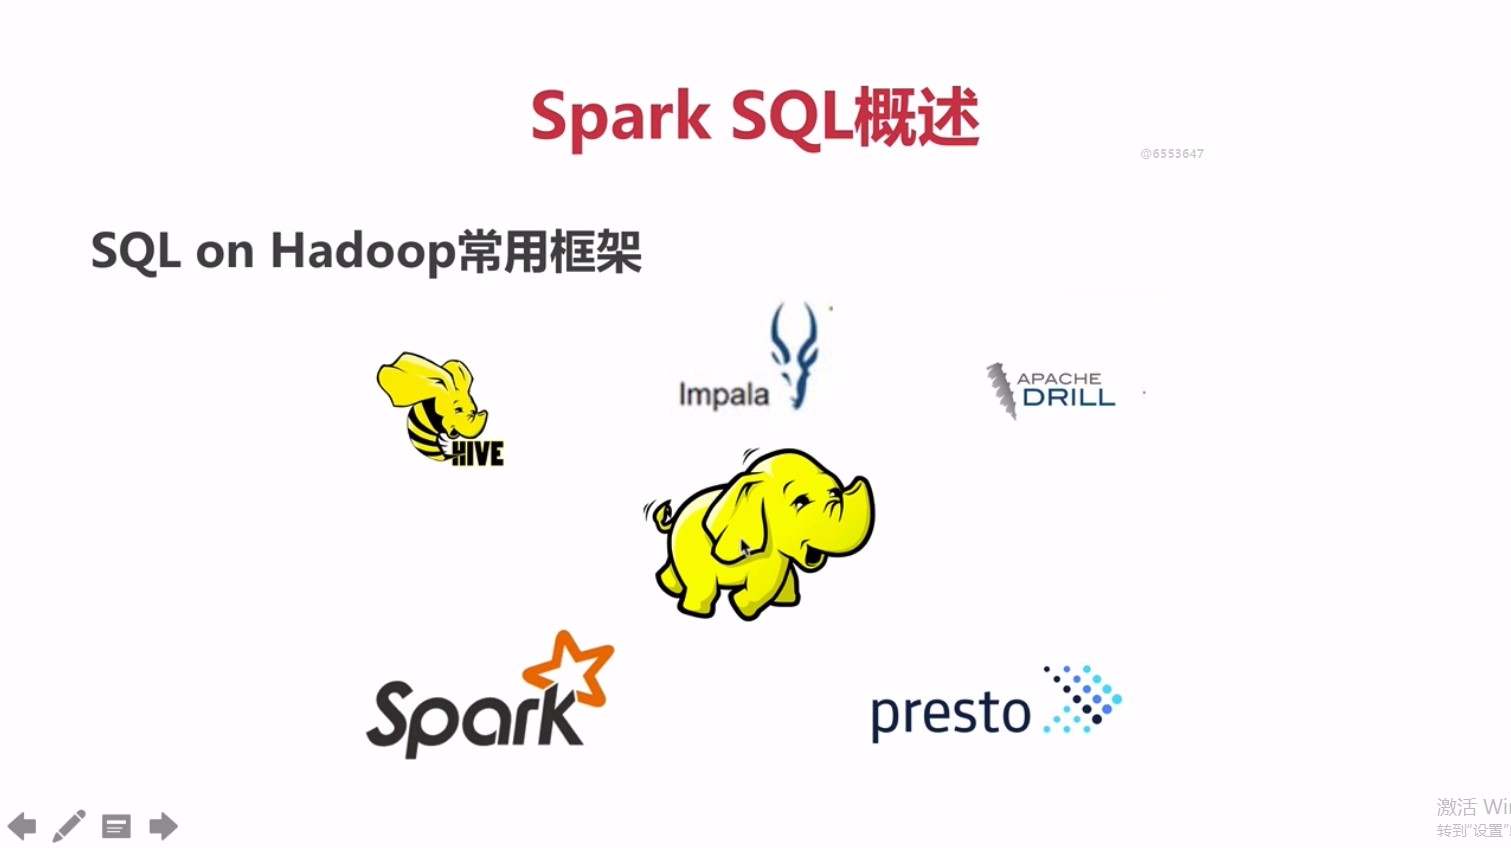 Spark SQL概述
@6553647
SQL on Hadoop常用框架
HIVE
Impala
APACHE
DRILL
Spark
presto
激活 Wi
转到"设置"